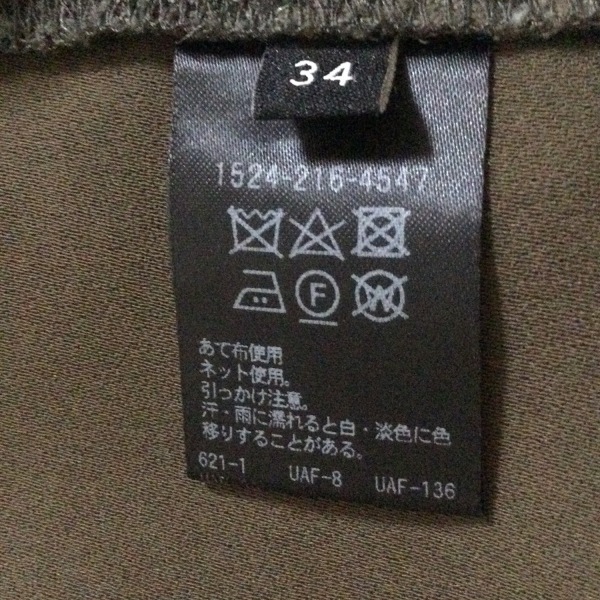 34
1524-216-4547
F
W
あて布使用
ネット使用。
引っかけ注意。
汗・雨に濡れると白・淡色に色
移りすることがある。
621-1 UAF-8 UAF-136